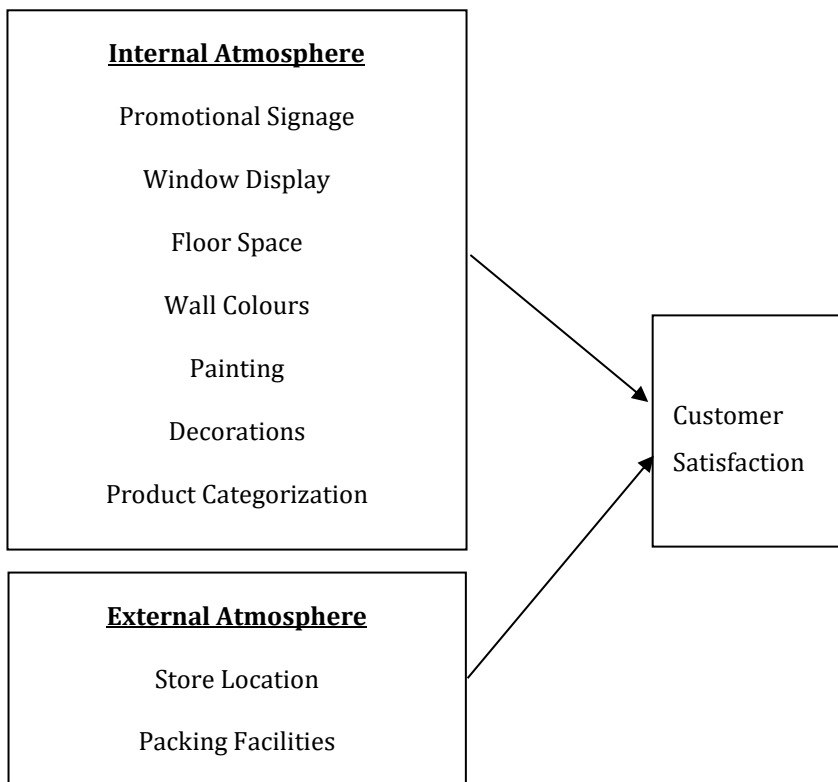 Internal Atmosphere
Promotional Signage
Window Display
Floor Space
Wall Colours
Painting
Decorations
Product Categorization
Customer
Satisfaction
External Atmosphere
Store Location
Packing Facilities